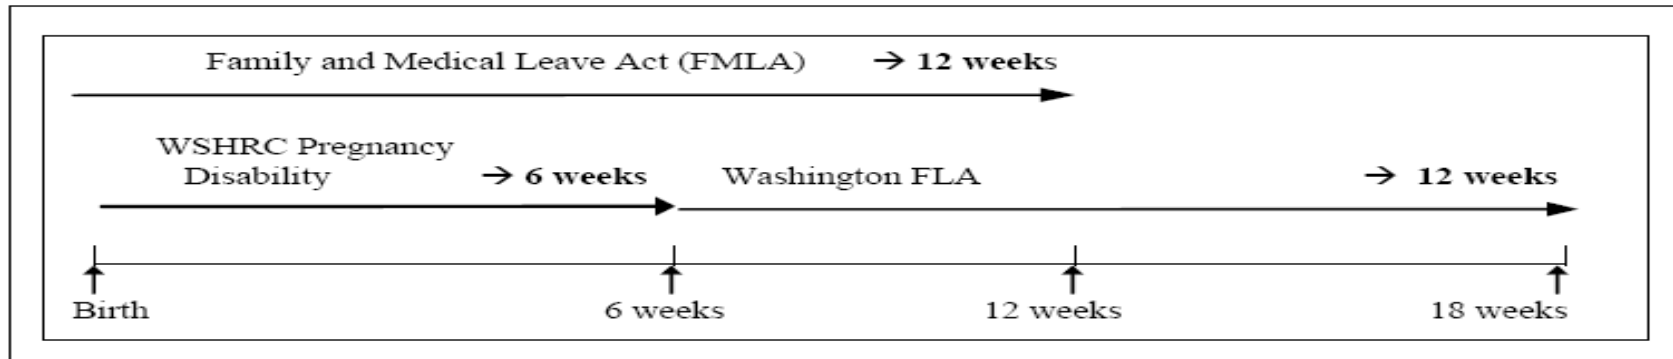 Family and Medical Leave Act (FMLA) → 12 weeks
WSHRC Pregnancy
Disability → 6 weeks Washington FLA → 12 weeks
Birth 6 weeks 12 weeks 18 weeks